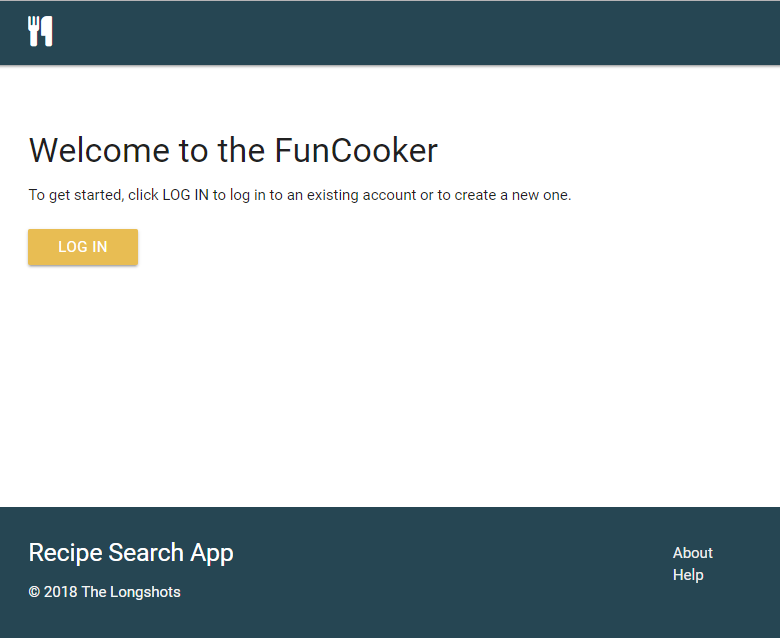 Welcome to the FunCooker
To get started, click LOG IN to log in to an existing account or to create a new one.
LOG IN
Recipe Search App
© 2018 The Longshots
About
Help